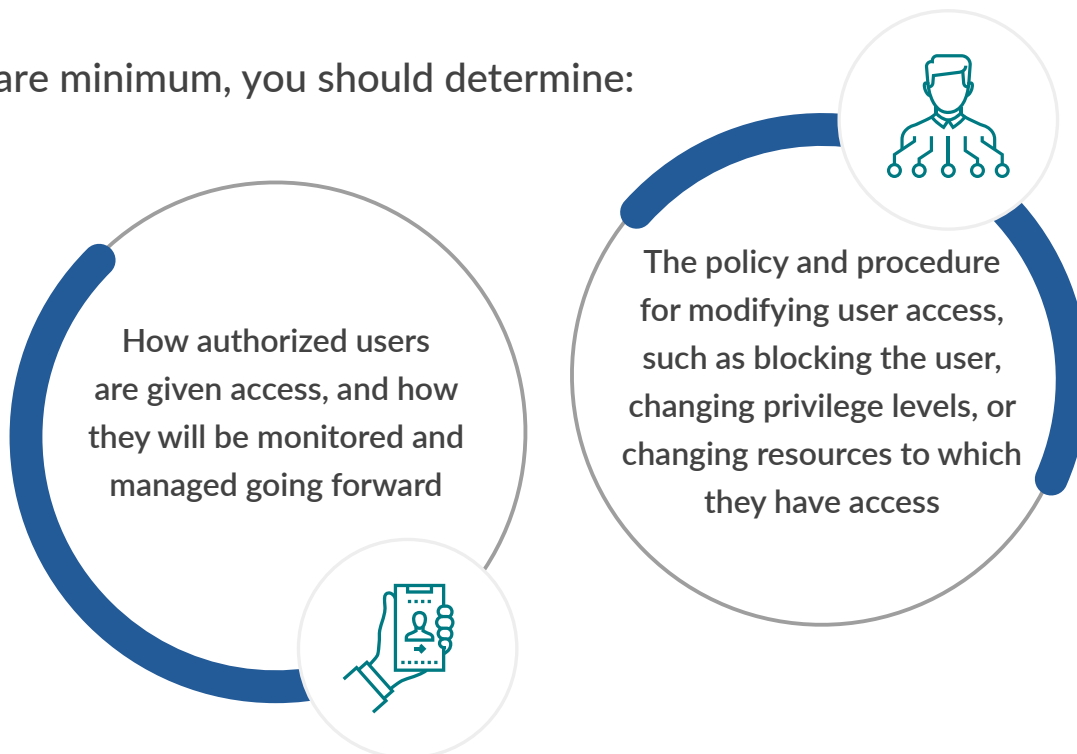 are minimum, you should determine:
How authorized users
are given access, and how
they will be monitored and
managed going forward
The policy and procedure
for modifying user access,
such as blocking the user,
changing privilege levels, or
changing resources to which
they have access